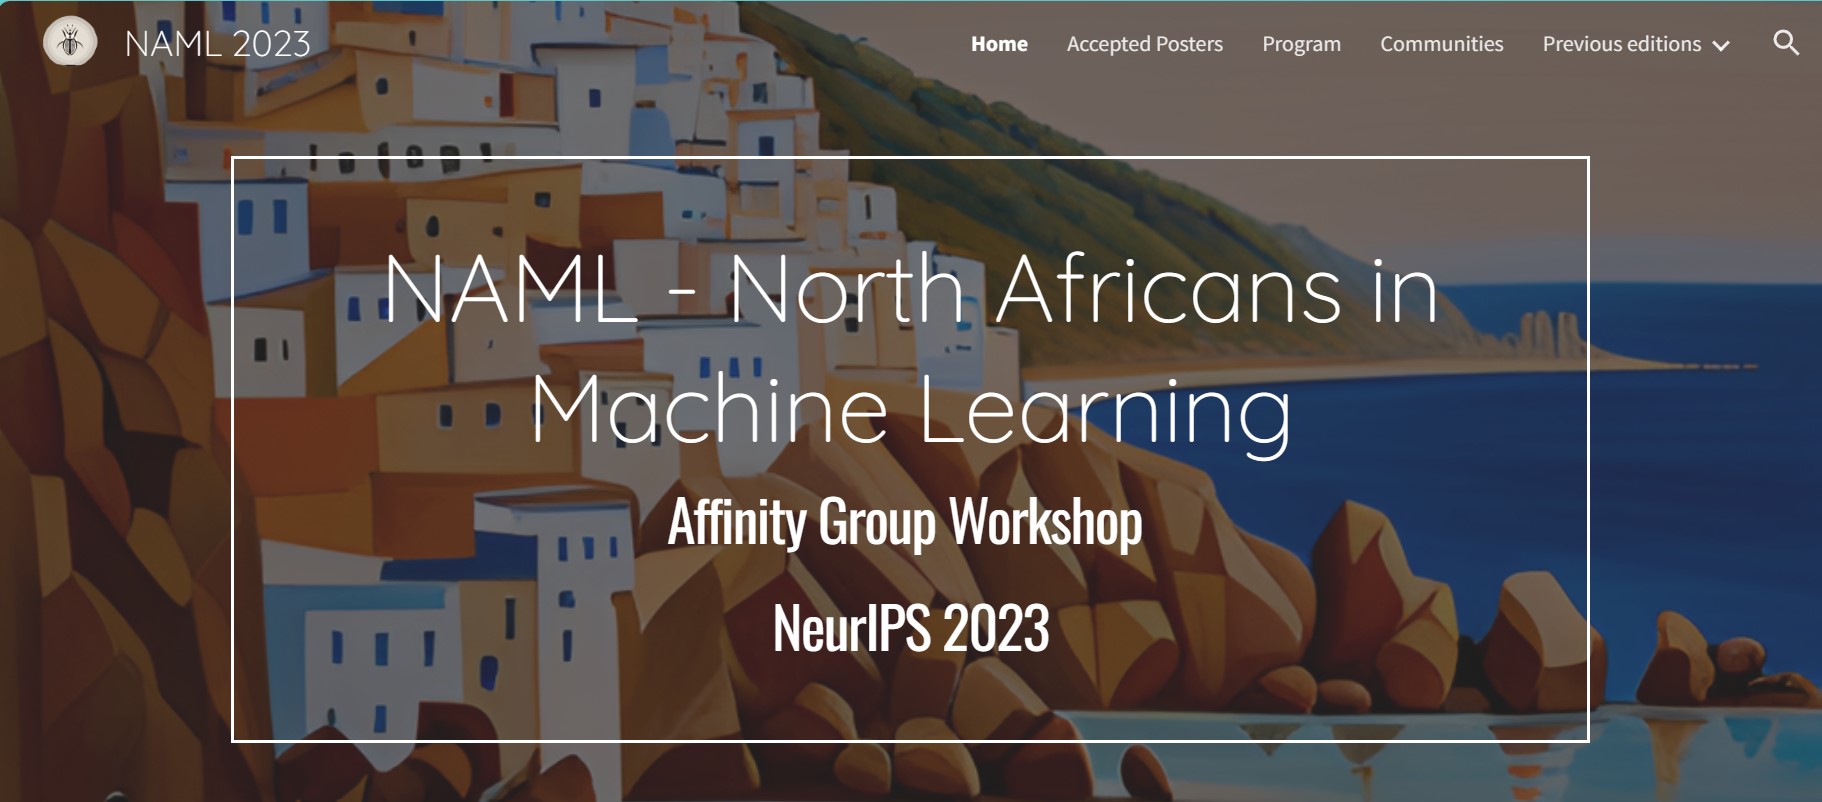 NAML 2023
Home Accepted Posters Program Communities Previous editions
NAML - North Africans in
Machine Learning
Affinity Group Workshop
NeurIPS 2023